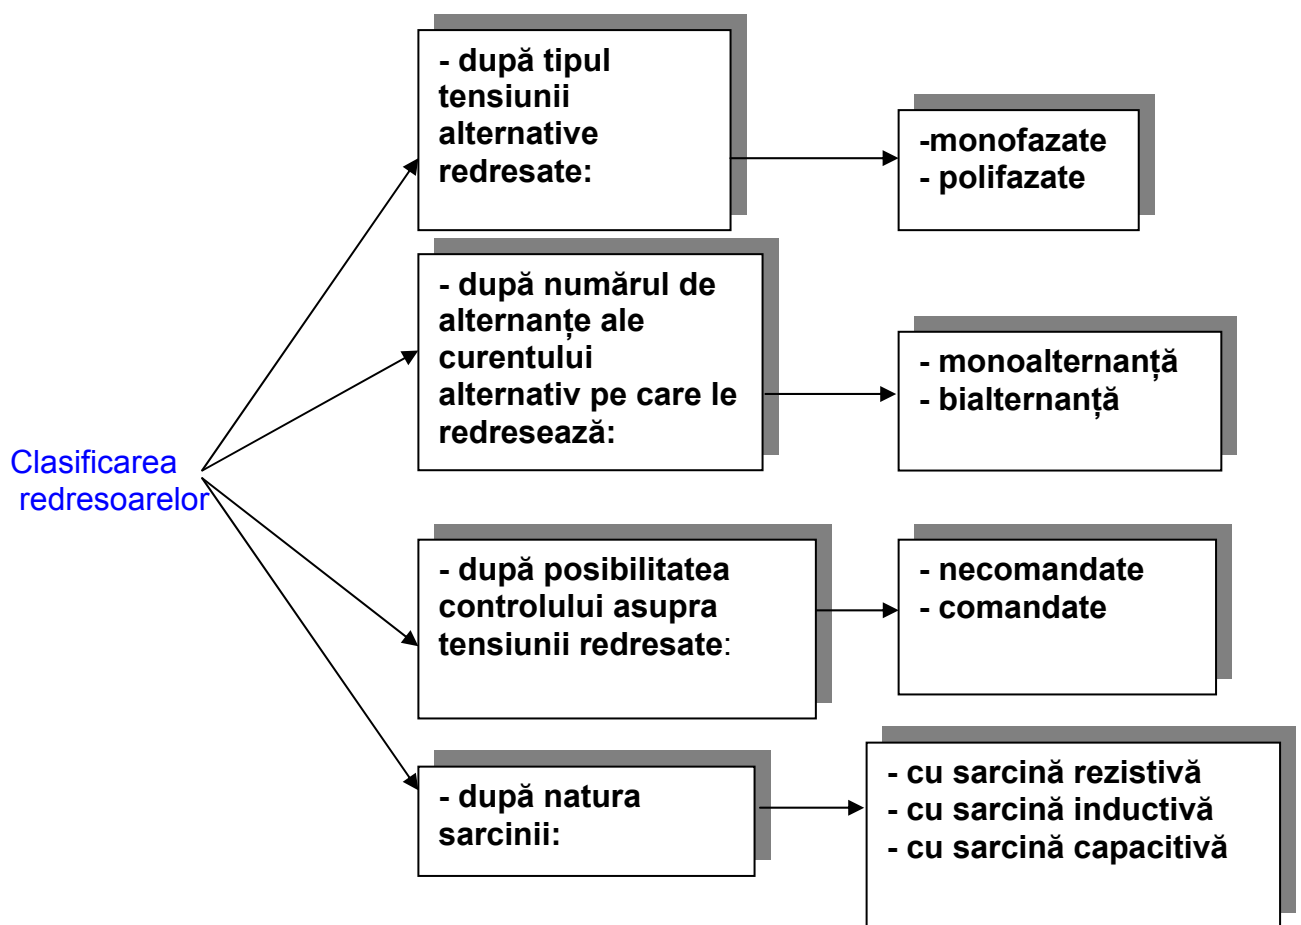 Clasificarea
redresoarelor
- după tipul
tensiunii
alternative
redresate:
-monofazate
- polifazate
- după numărul de
alternanțe ale
curentului
alternativ pe care le
redresează:
- monoalternanță
- bialternanță
- după posibilitatea
controlului asupra
tensiunii redresate:
- necomandate
- comandate
- după natura
sarcinii:
- cu sarcină rezistivă
- cu sarcină inductivă
- cu sarcină capacitivă